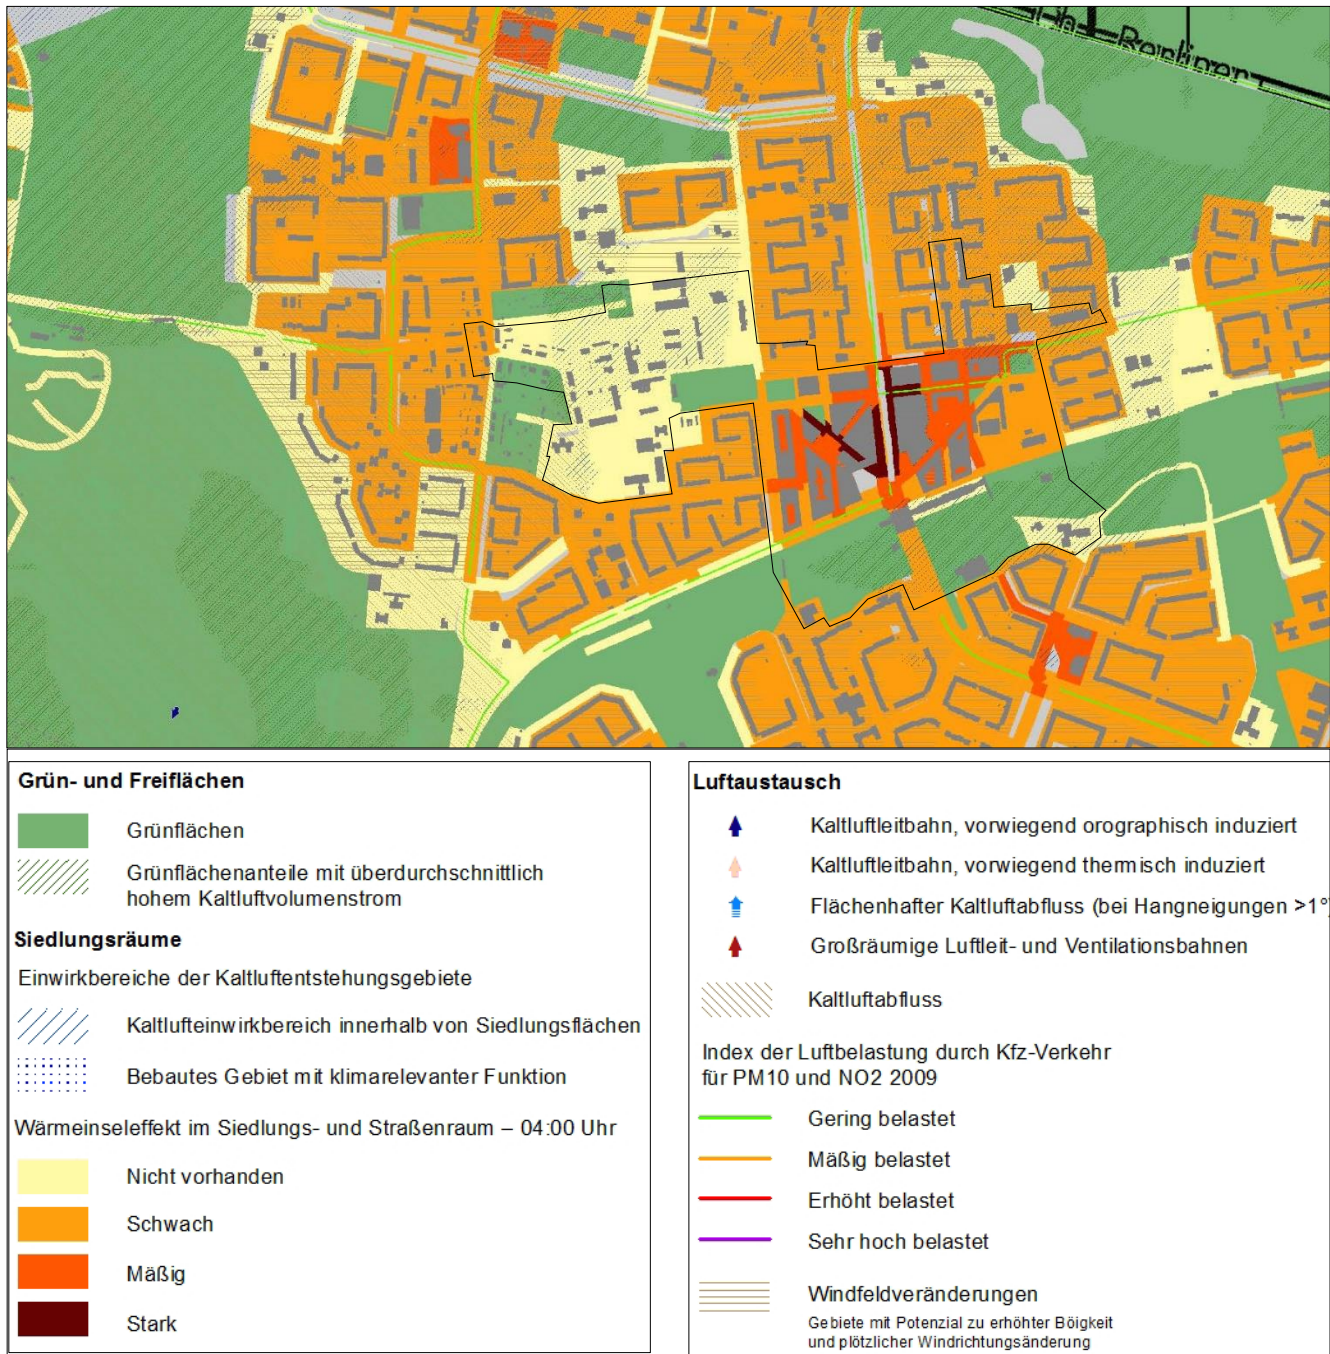 Berliner
Grün- und Freiflächen
Grünflächen
Grünflächenanteile mit überdurchschnittlich
hohem Kaltluftvolumenstrom
Siedlungsräume
Einwirkbereiche der Kaltluftentstehungsgebiete
Kaltlufteinwirkbereich innerhalb von Siedlungsflächen
Bebautes Gebiet mit klimarelevanter Funktion
Wärmeinseleffekt im Siedlungs- und Straßenraum – 04:00 Uhr
Nicht vorhanden
Schwach
Mäßig
Stark
Luftaustausch
Kaltluftleitbahn, vorwiegend orographisch induziert
Kaltluftleitbahn, vorwiegend thermisch induziert
Flächenhafter Kaltluftabfluss (bei Hangneigungen >1°)
Großräumige Luftleit- und Ventilationsbahnen
Kaltluftabfluss
Index der Luftbelastung durch Kfz-Verkehr
für PM10 und NO2 2009
Gering belastet
Mäßig belastet
Erhöht belastet
Sehr hoch belastet
Windfeldveränderungen
Gebiete mit Potenzial zu erhöhter Böigkeit
und plötzlicher Windrichtungsänderung